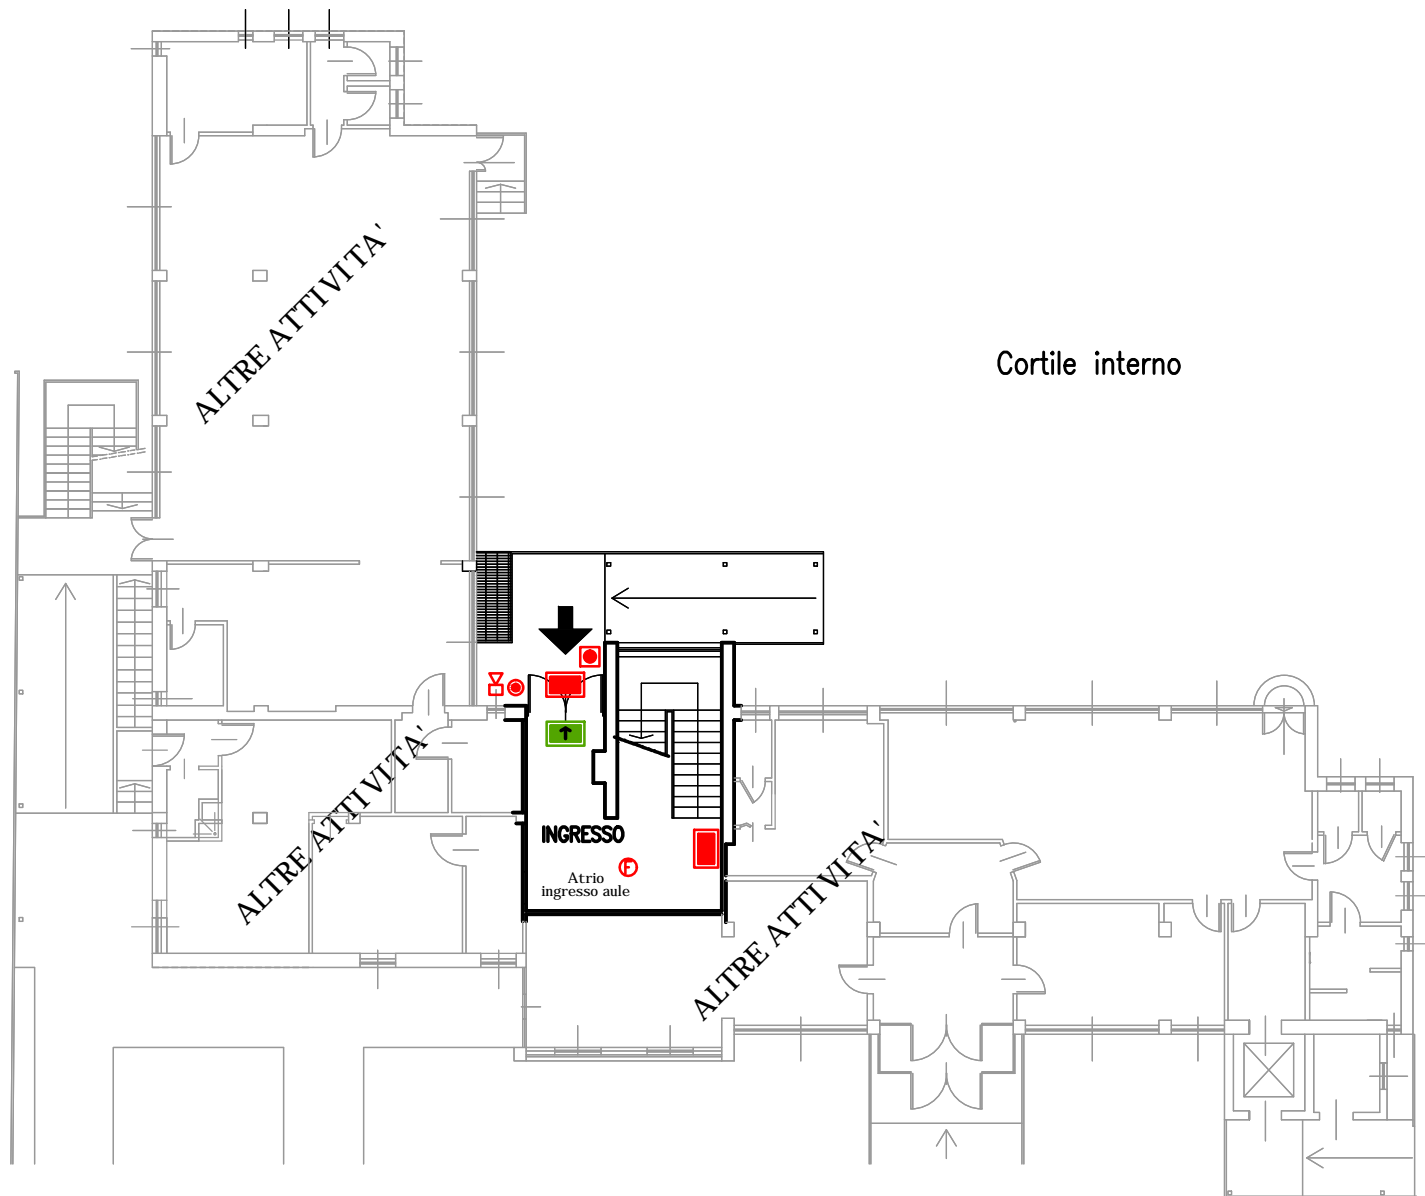 ALTRE ATTIVITA'
Cortile interno
ALTRE ATTIVITA'
INGRESSO
F
Atrio
ingresso aule
ALTRE ATTIVITA'